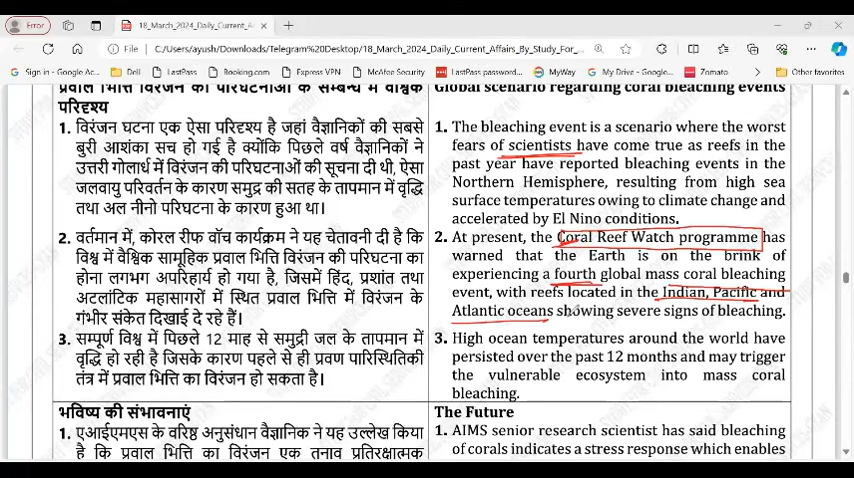 Error
18_March_2024_Daily_Current_A
File
C:/Users/ayush/Downloads/Telegram%20Desktop/18_March_2024_Daily_Current_Affairs_By_Study_For_...
Sign in - Google Ac...
Dell
LastPass
Booking.com
Express VPN
McAfee Security
LastPass password...
MyWay
My Drive - Google...
Zomato
Other favorites
प्रवाल भित्ति विरंजन की परिघटनाओं के सम्बन्ध में वैश्विक
परिदृश्य
1. विरंजन घटना एक ऐसा परिदृश्य है जहां वैज्ञानिकों की सबसे
बुरी आशंका सच हो गई है क्योंकि पिछले वर्ष वैज्ञानिकों ने
उत्तरी गोलार्ध में विरंजन की परिघटनाओं की सूचना दी थी, ऐसा
जलवायु परिवर्तन के कारण समुद्र की सतह के तापमान में वृद्धि
तथा अल नीनो परिघटना के कारण हुआ था।
2. वर्तमान में, कोरल रीफ वॉच कार्यक्रम ने यह चेतावनी दी है कि
विश्व में वैश्विक सामूहिक प्रवाल भित्ति विरंजन की परिघटना का
होना लगभग अपरिहार्य हो गया है, जिसमें हिंद, प्रशांत तथा
अटलांटिक महासागरों में स्थित प्रवाल भित्ति में विरंजन के
गंभीर संकेत दिखाई दे रहे हैं।
3. सम्पूर्ण विश्व में पिछले 12 माह से समुद्री जल के तापमान में
वृद्धि हो रही है जिसके कारण पहले से ही प्रवण पारिस्थितिकी
तंत्र में प्रवाल भित्ति का विरंजन हो सकता है।
भविष्य की संभावनाएं
1. एआईएमएस के वरिष्ठ अनुसंधान वैज्ञानिक ने यह उल्लेख किया
है कि प्रवाल भित्ति का विरंजन एक तनाव प्रतिरक्षात्मक
Global scenario regarding coral bleaching events
1. The bleaching event is a scenario where the worst
fears of scientists have come true as reefs in the
past year have reported bleaching events in the
Northern Hemisphere, resulting from high sea
surface temperatures owing to climate change and
accelerated by El Nino conditions.
2. At present, the Coral Reef Watch programme has
warned that the Earth is on the brink of
experiencing a fourth global mass coral bleaching
event, with reefs located in the Indian, Pacific and
Atlantic oceans showing severe signs of bleaching.
3. High ocean temperatures around the world have
persisted over the past 12 months and may trigger
the vulnerable ecosystem into mass coral
bleaching.
The Future
1. AIMS senior research scientist has said bleaching
of corals indicates a stress response which enables